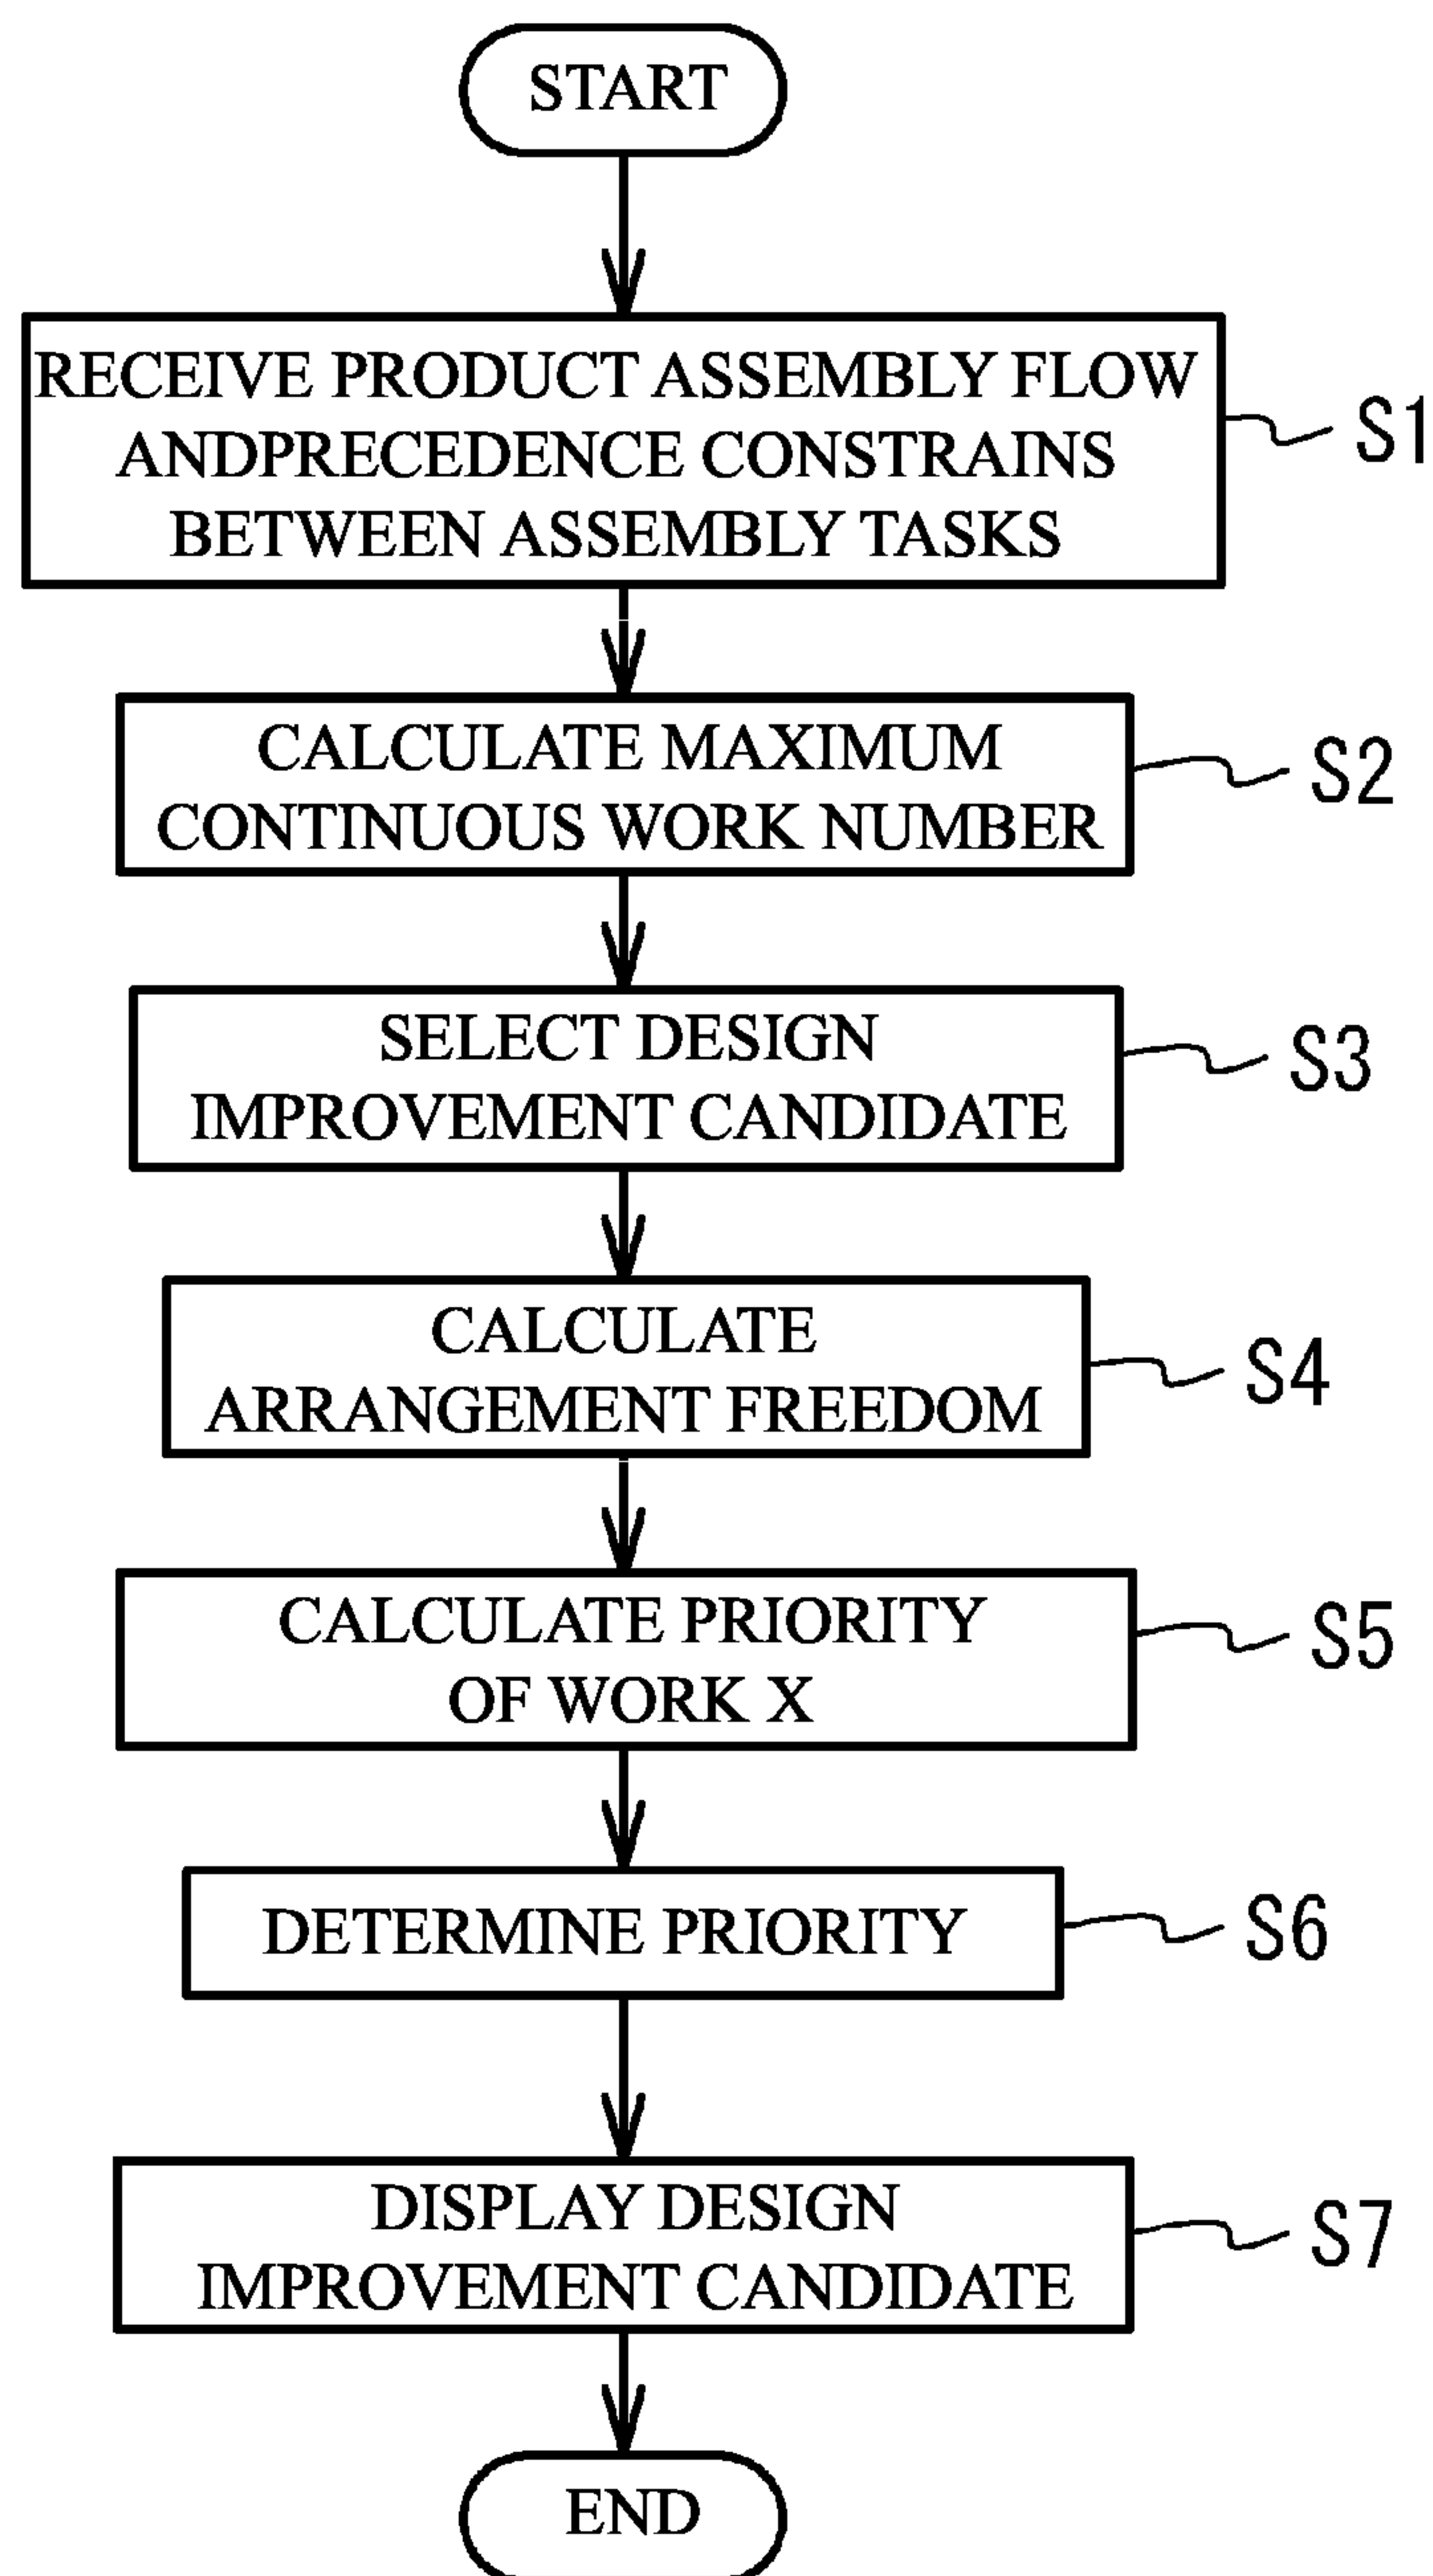 START
RECEIVE PRODUCT ASSEMBLY FLOW
ANDPRECEDENCE CONSTRAINS
BETWEEN ASSEMBLY TASKS
S1
CALCULATE MAXIMUM
CONTINUOUS WORK NUMBER
S2
SELECT DESIGN
IMPROVEMENT CANDIDATE
S3
CALCULATE
ARRANGEMENT FREEDOM
S4
CALCULATE PRIORITY
OF WORK X
S5
DETERMINE PRIORITY
S6
DISPLAY DESIGN
IMPROVEMENT CANDIDATE
S7
END